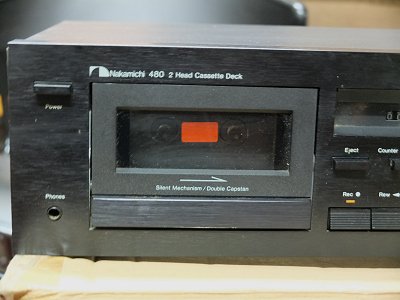 Nakamichi 480 2 Head Cassette Deck
Power
Eject
Counter
Silent Mechanism/Double Capstan
Phones
Rec
Rew